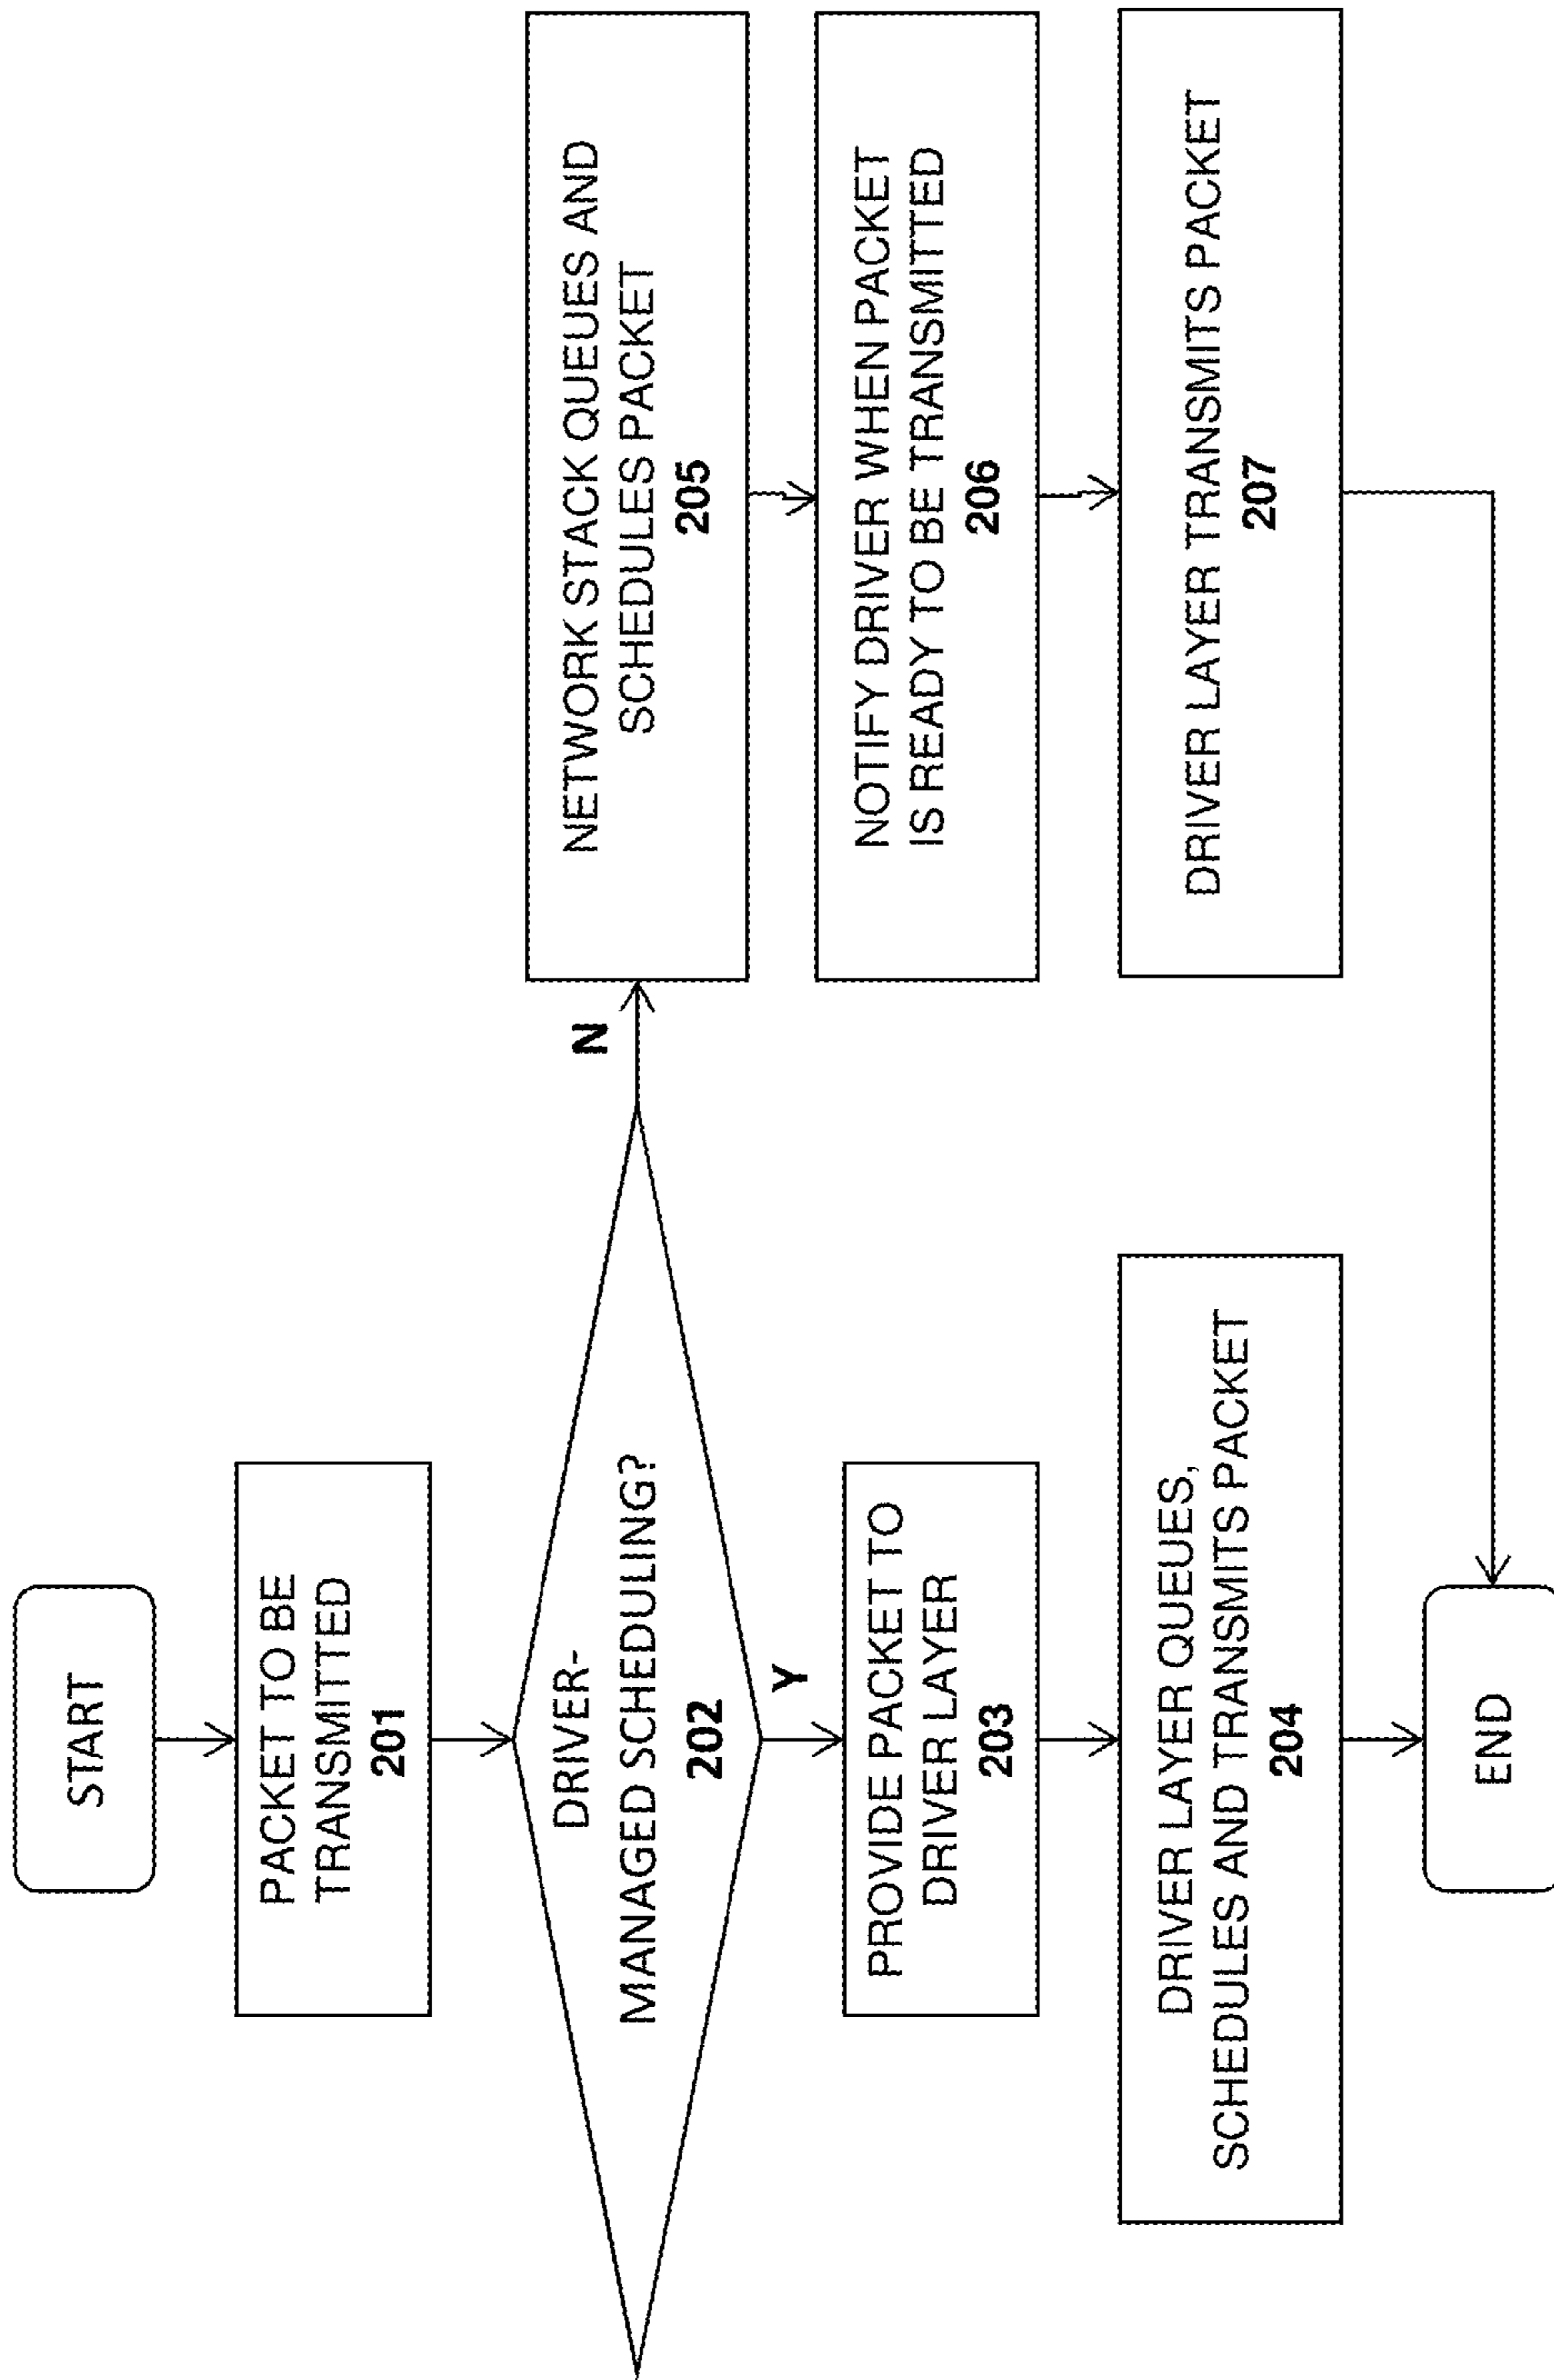 START
PACKET TO BE
TRANSMITTED
201
DRIVER-
MANAGED SCHEDULING?
202
Y
N
PROVIDE PACKET TO
DRIVER LAYER
203
DRIVER LAYER QUEUES,
SCHEDULES AND TRANSMITS PACKET
204
NETWORK STACK QUEUES AND
SCHEDULES PACKET
205
NOTIFY DRIVER WHEN PACKET
IS READY TO BE TRANSMITTED
206
DRIVER LAYER TRANSMITS PACKET
207
END